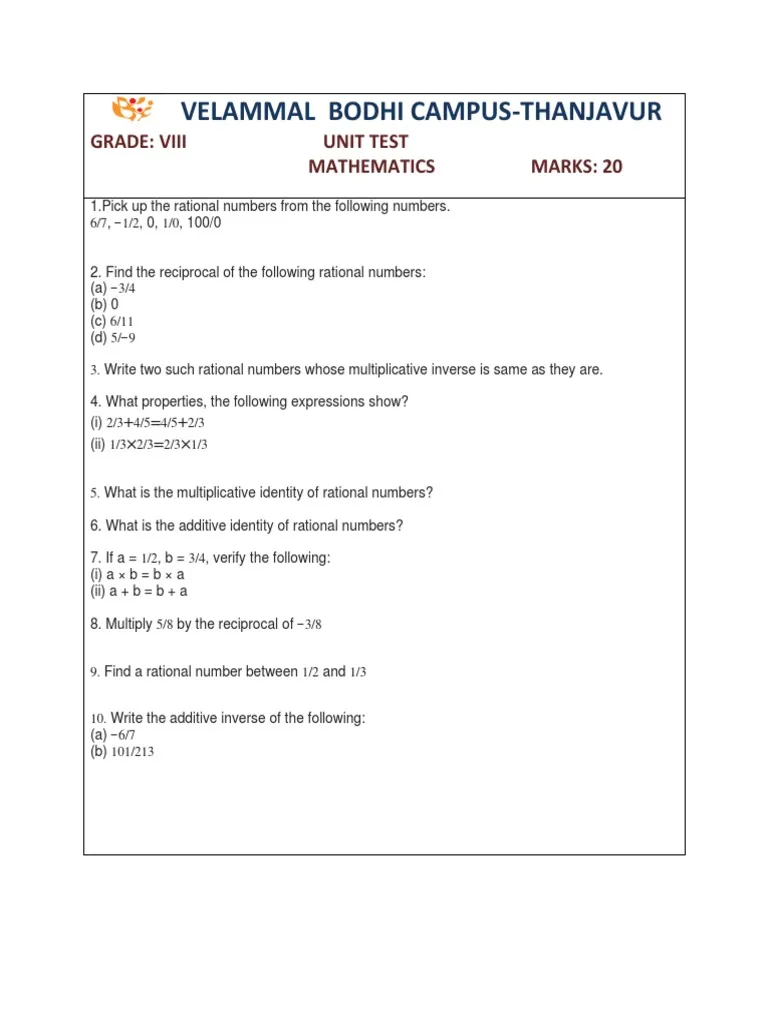 VELAMMAL BODHI CAMPUS-THANJAVUR
GRADE: VIII UNIT TEST
MATHEMATICS MARKS: 20
1.Pick up the rational numbers from the following numbers.
6/7, −1/2, 0, 1/0, 100/0
2. Find the reciprocal of the following rational numbers:
(a) −3/4
(b) 0
(c) 6/11
(d) 5/−9
3. Write two such rational numbers whose multiplicative inverse is same as they are.
4. What properties, the following expressions show?
(i) 2/3+4/5=4/5+2/3
(ii) 1/3×2/3=2/3×1/3
5. What is the multiplicative identity of rational numbers?
6. What is the additive identity of rational numbers?
7. If a = 1/2, b = 3/4, verify the following:
(i) a × b = b × a
(ii) a + b = b + a
8. Multiply 5/8 by the reciprocal of −3/8
9. Find a rational number between 1/2 and 1/3
10. Write the additive inverse of the following:
(a) −6/7
(b) 101/213